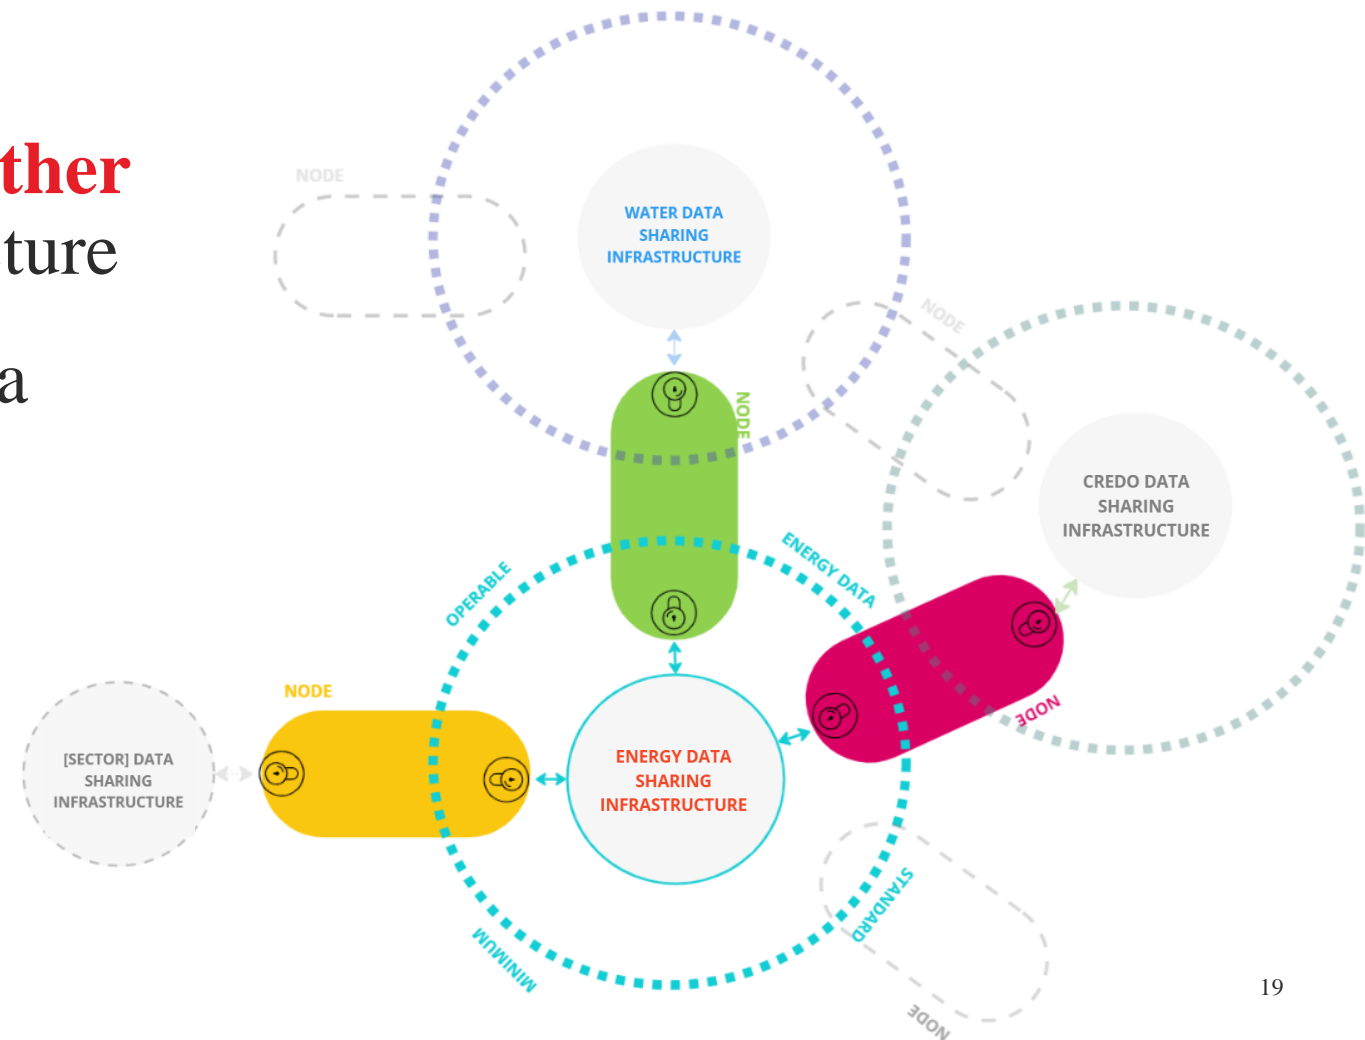 ther
ture
a
NODE
WATER DATA
SHARING
INFRASTRUCTURE
NODE
NODE
CREDO DATA
SHARING
INFRASTRUCTURE
OPERABLE
ENERGY DATA
NODE
NODE
[SECTOR] DATA
SHARING
INFRASTRUCTURE
ENERGY DATA
SHARING
INFRASTRUCTURE
STANDARD
MINIMUM
NODE
19